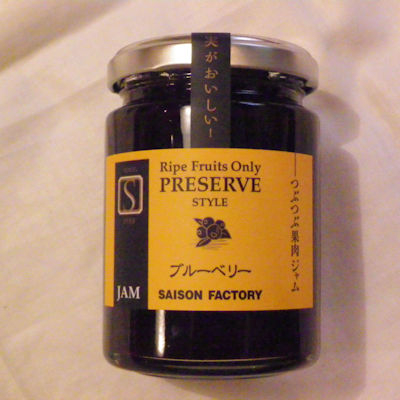 実がおいしい!
Ripe Fruits Only
PRESERVE
STYLE
S
ブルーベリー
SAISON FACTORY
JAM
つぶつぶ果肉ジャム